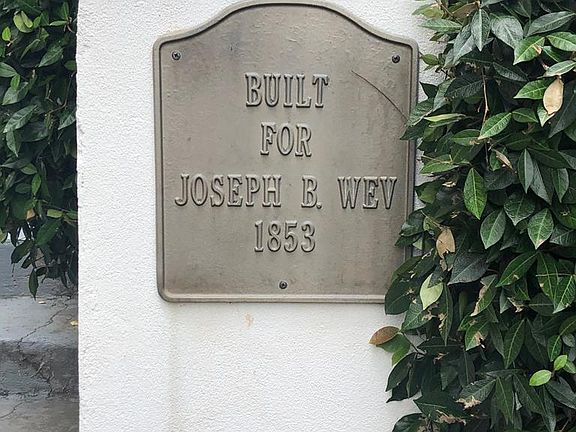 BUILT
FOR
JOSEPH B. WEV
1853